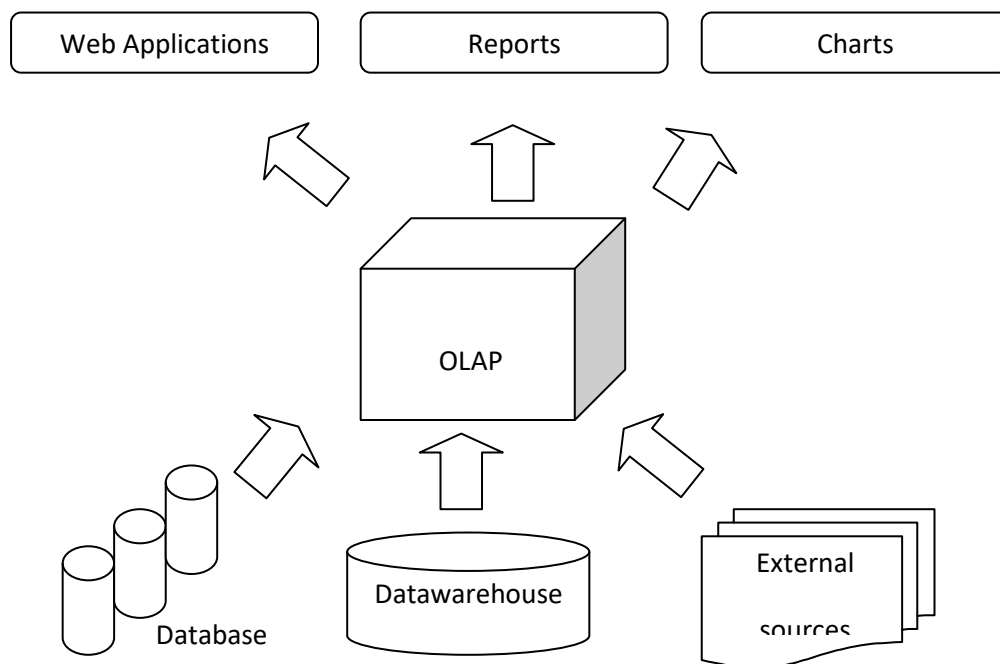 Web Applications
Reports
Charts
OLAP
Database
Datawarehouse
External
sources